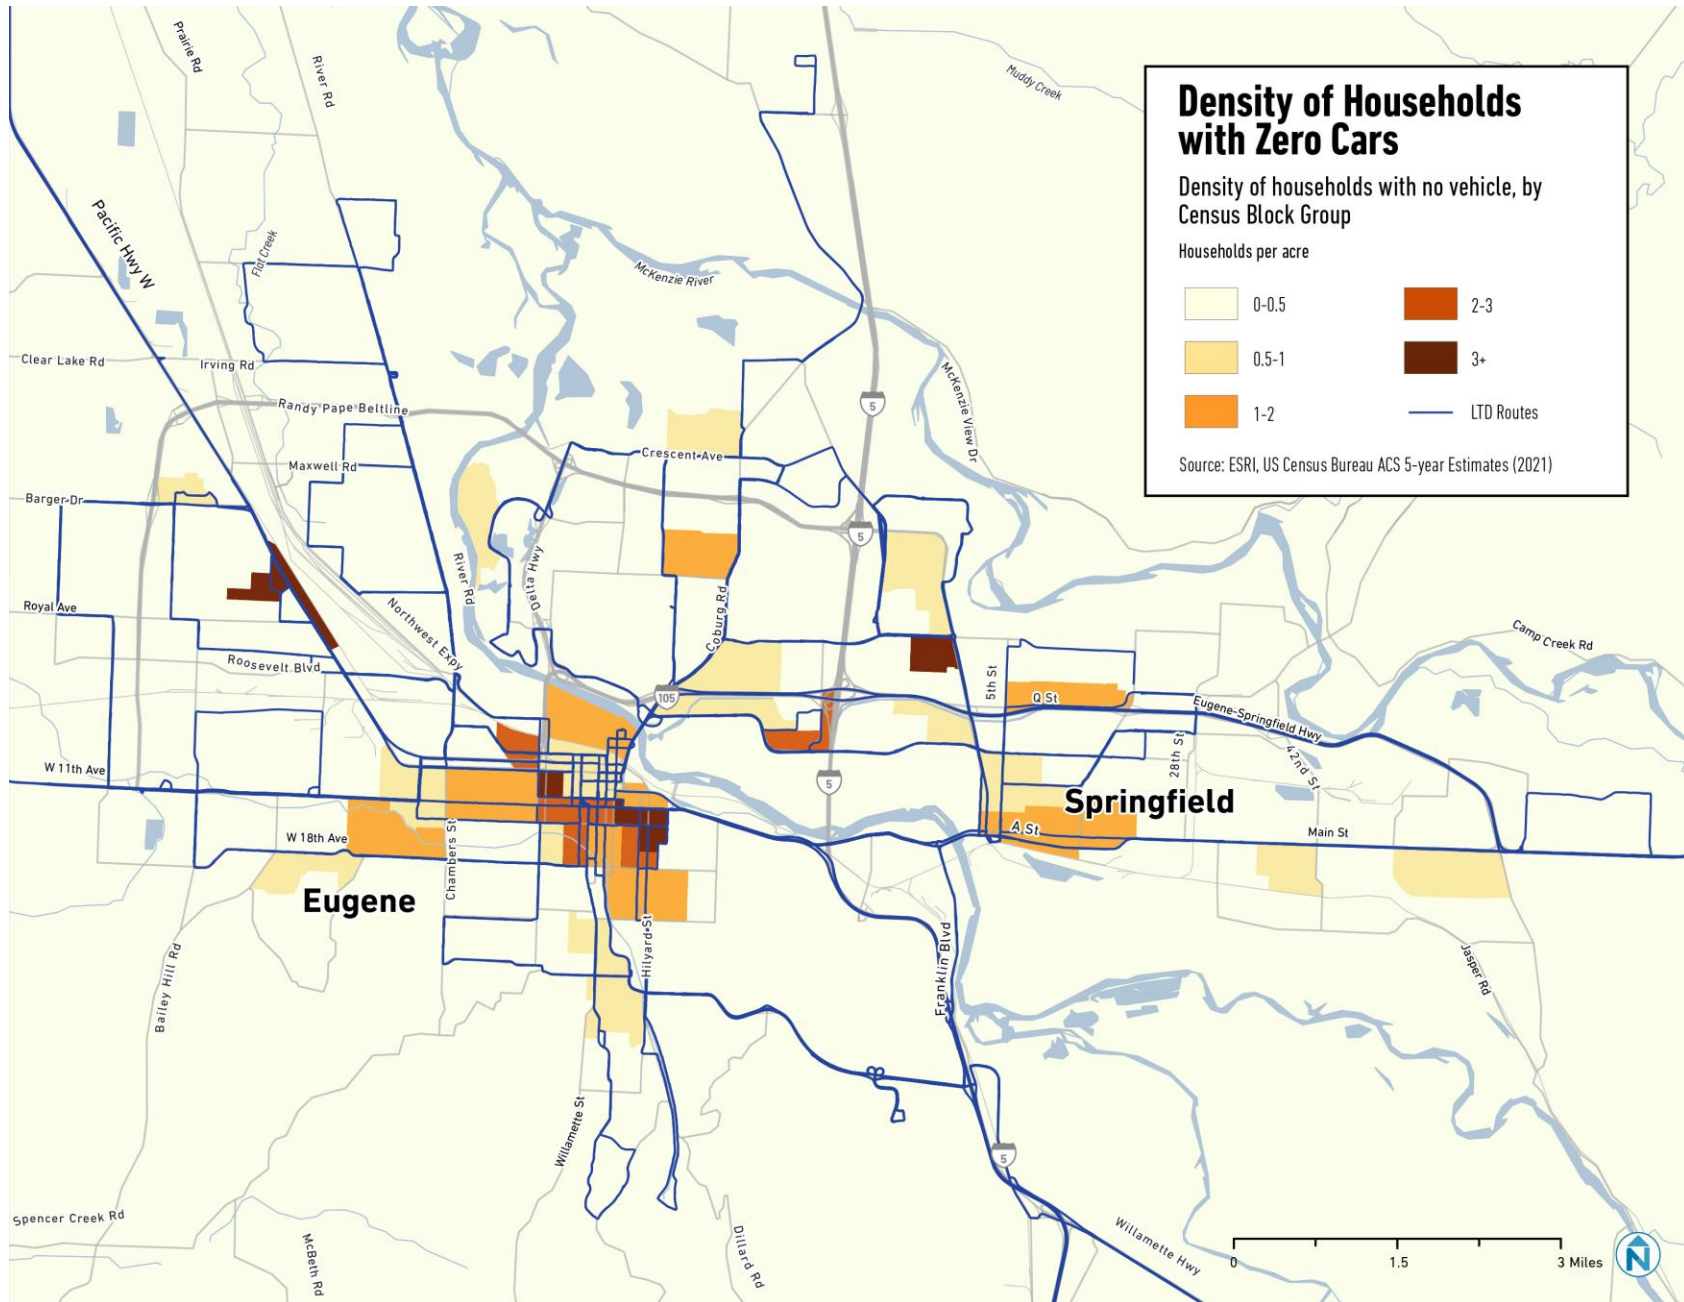 Density of Households
with Zero Cars
Density of households with no vehicle, by
Census Block Group
Households per acre
0-0.5
2-3
0.5-1
3+
1-2
LTD Routes
Source: ESRI, US Census Bureau ACS 5-year Estimates (2021)
Prairie Rd
River Rd
Muddy Creek
Pacific Hwy W
Flat Creek
McKenzie River
Clear Lake Rd
Irving Rd
Randy Pape Beltline
5
McKenzie View Dr
Maxwell Rd
Crescent Ave
Barger Dr
5
River Rd
Delta Hwy
Coburg Rd
Royal Ave
Northwest Expy
Camp Creek Rd
Roosevelt Blvd
5th St
105
Q St
Eugene-Springfield Hwy
28th St
42nd St
W 11th Ave
5
Springfield
A St
Main St
W 18th Ave
Chambers St
Eugene
Hilyard St
Franklin Blvd
Bailey Hill Rd
Jasper Rd
Willamette St
5
Spencer Creek Rd
McBeth Rd
Dillard Rd
Willamette Hwy
0
1.5
3 Miles
N